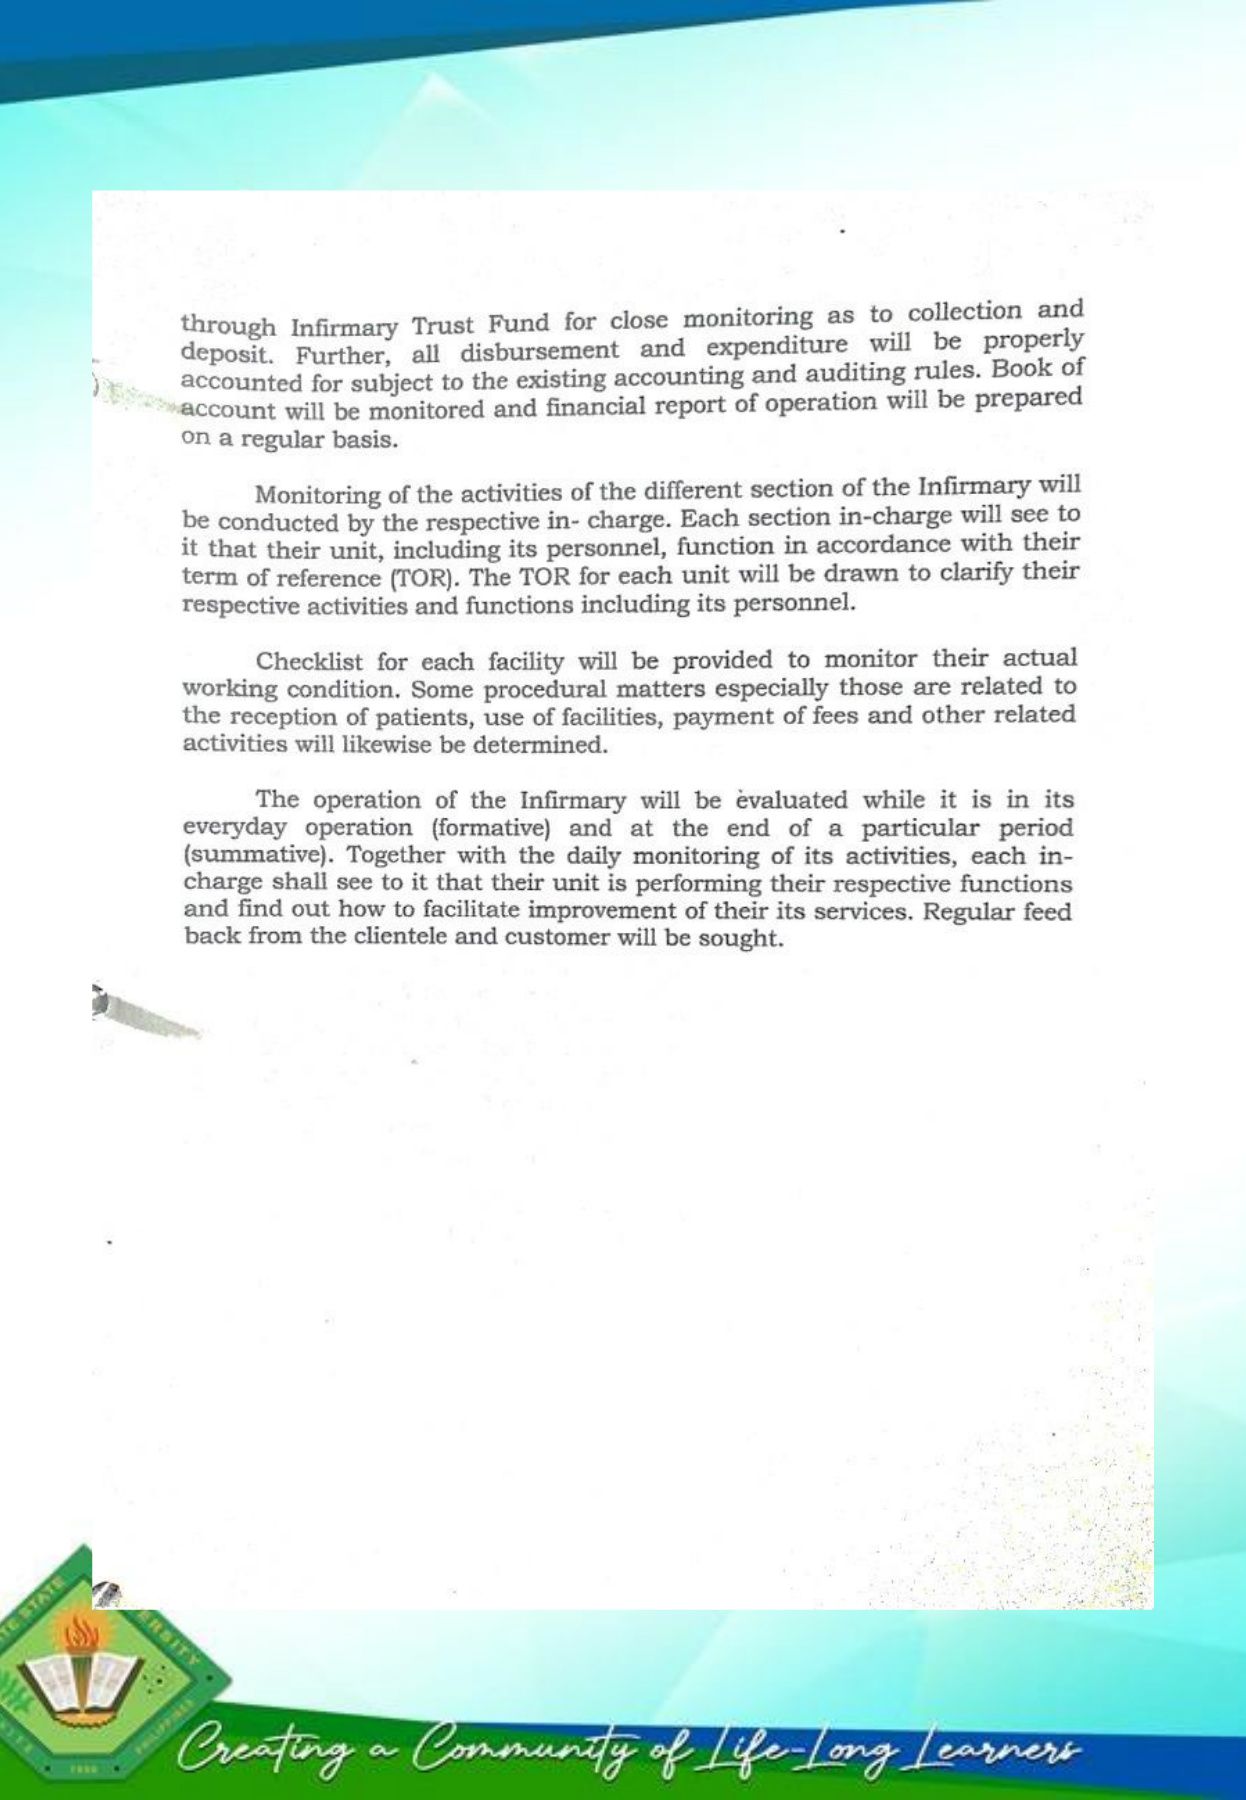 through Infirmary Trust Fund for close monitoring as to collection and
deposit. Further, all disbursement and expenditure will be properly
accounted for subject to the existing accounting and auditing rules. Book of
account will be monitored and financial report of operation will be prepared
on a regular basis.
Monitoring of the activities of the different section of the Infirmary will
be conducted by the respective in- charge. Each section in-charge will see to
it that their unit, including its personnel, function in accordance with their
term of reference (TOR). The TOR for each unit will be drawn to clarify their
respective activities and functions including its personnel.
Checklist for each facility will be provided to monitor their actual
working condition. Some procedural matters especially those are related to
the reception of patients, use of facilities, payment of fees and other related
activities will likewise be determined.
The operation of the Infirmary will be evaluated while it is in its
everyday operation (formative) and at the end of a particular period
(summative). Together with the daily monitoring of its activities, each in-
charge shall see to it that their unit is performing their respective functions
and find out how to facilitate improvement of their its services. Regular feed
back from the clientele and customer will be sought.
STATE
PHILIPPINES
Creating a Community of Life-Long Learners